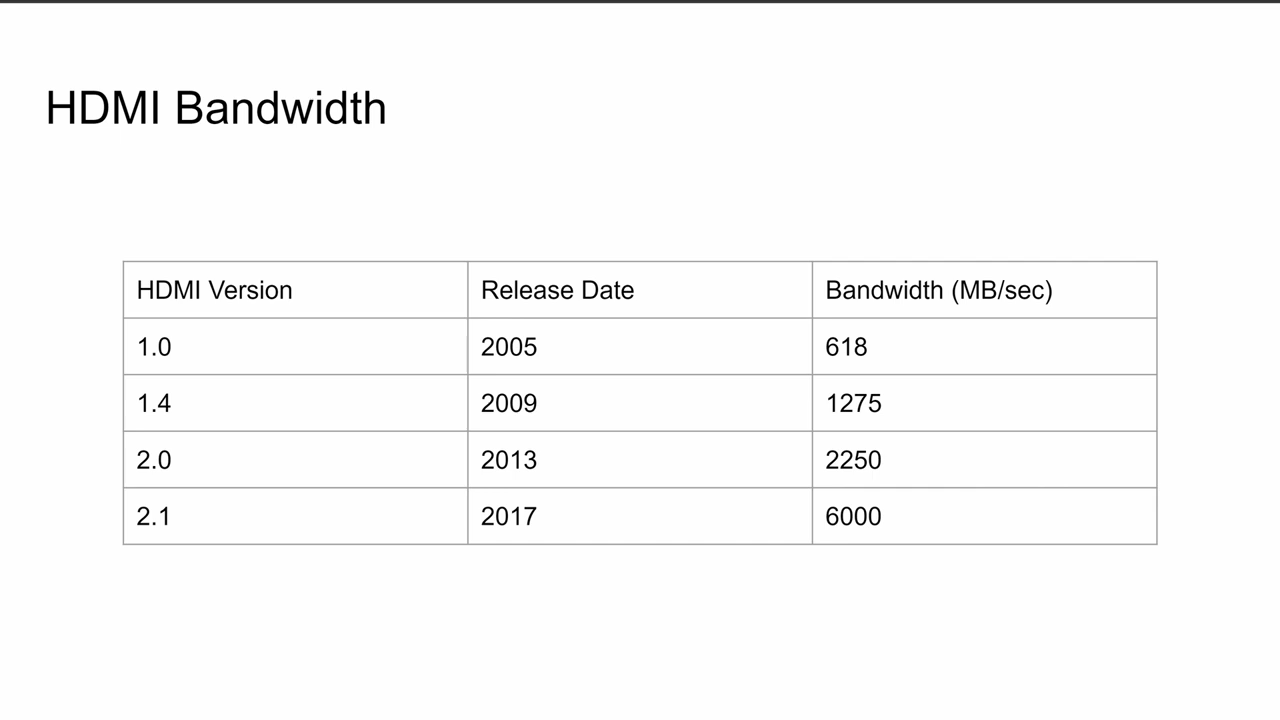 HDMI Bandwidth
HDMI Version Release Date Bandwidth (MB/sec)
1.0 2005 618
1.4 2009 1275
2.0 2013 2250
2.1 2017 6000